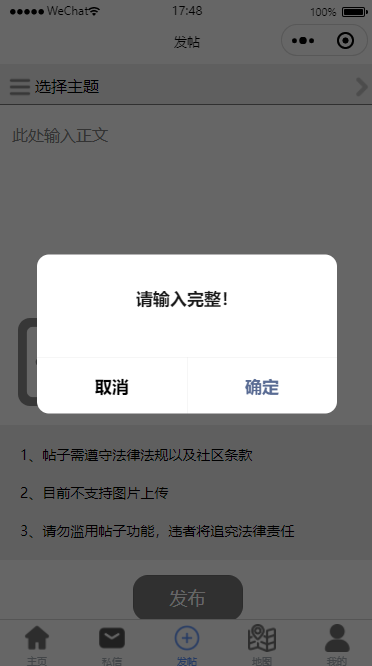 WeChat 17:48 100%
发帖
选择主题
此处输入正文
请输入完整！
取消 确定
1、帖子需遵守法律法规以及社区条款
2、目前不支持图片上传
3、请勿滥用帖子功能，违者将追究法律责任
发布
主页 私信 发帖 地图 我的